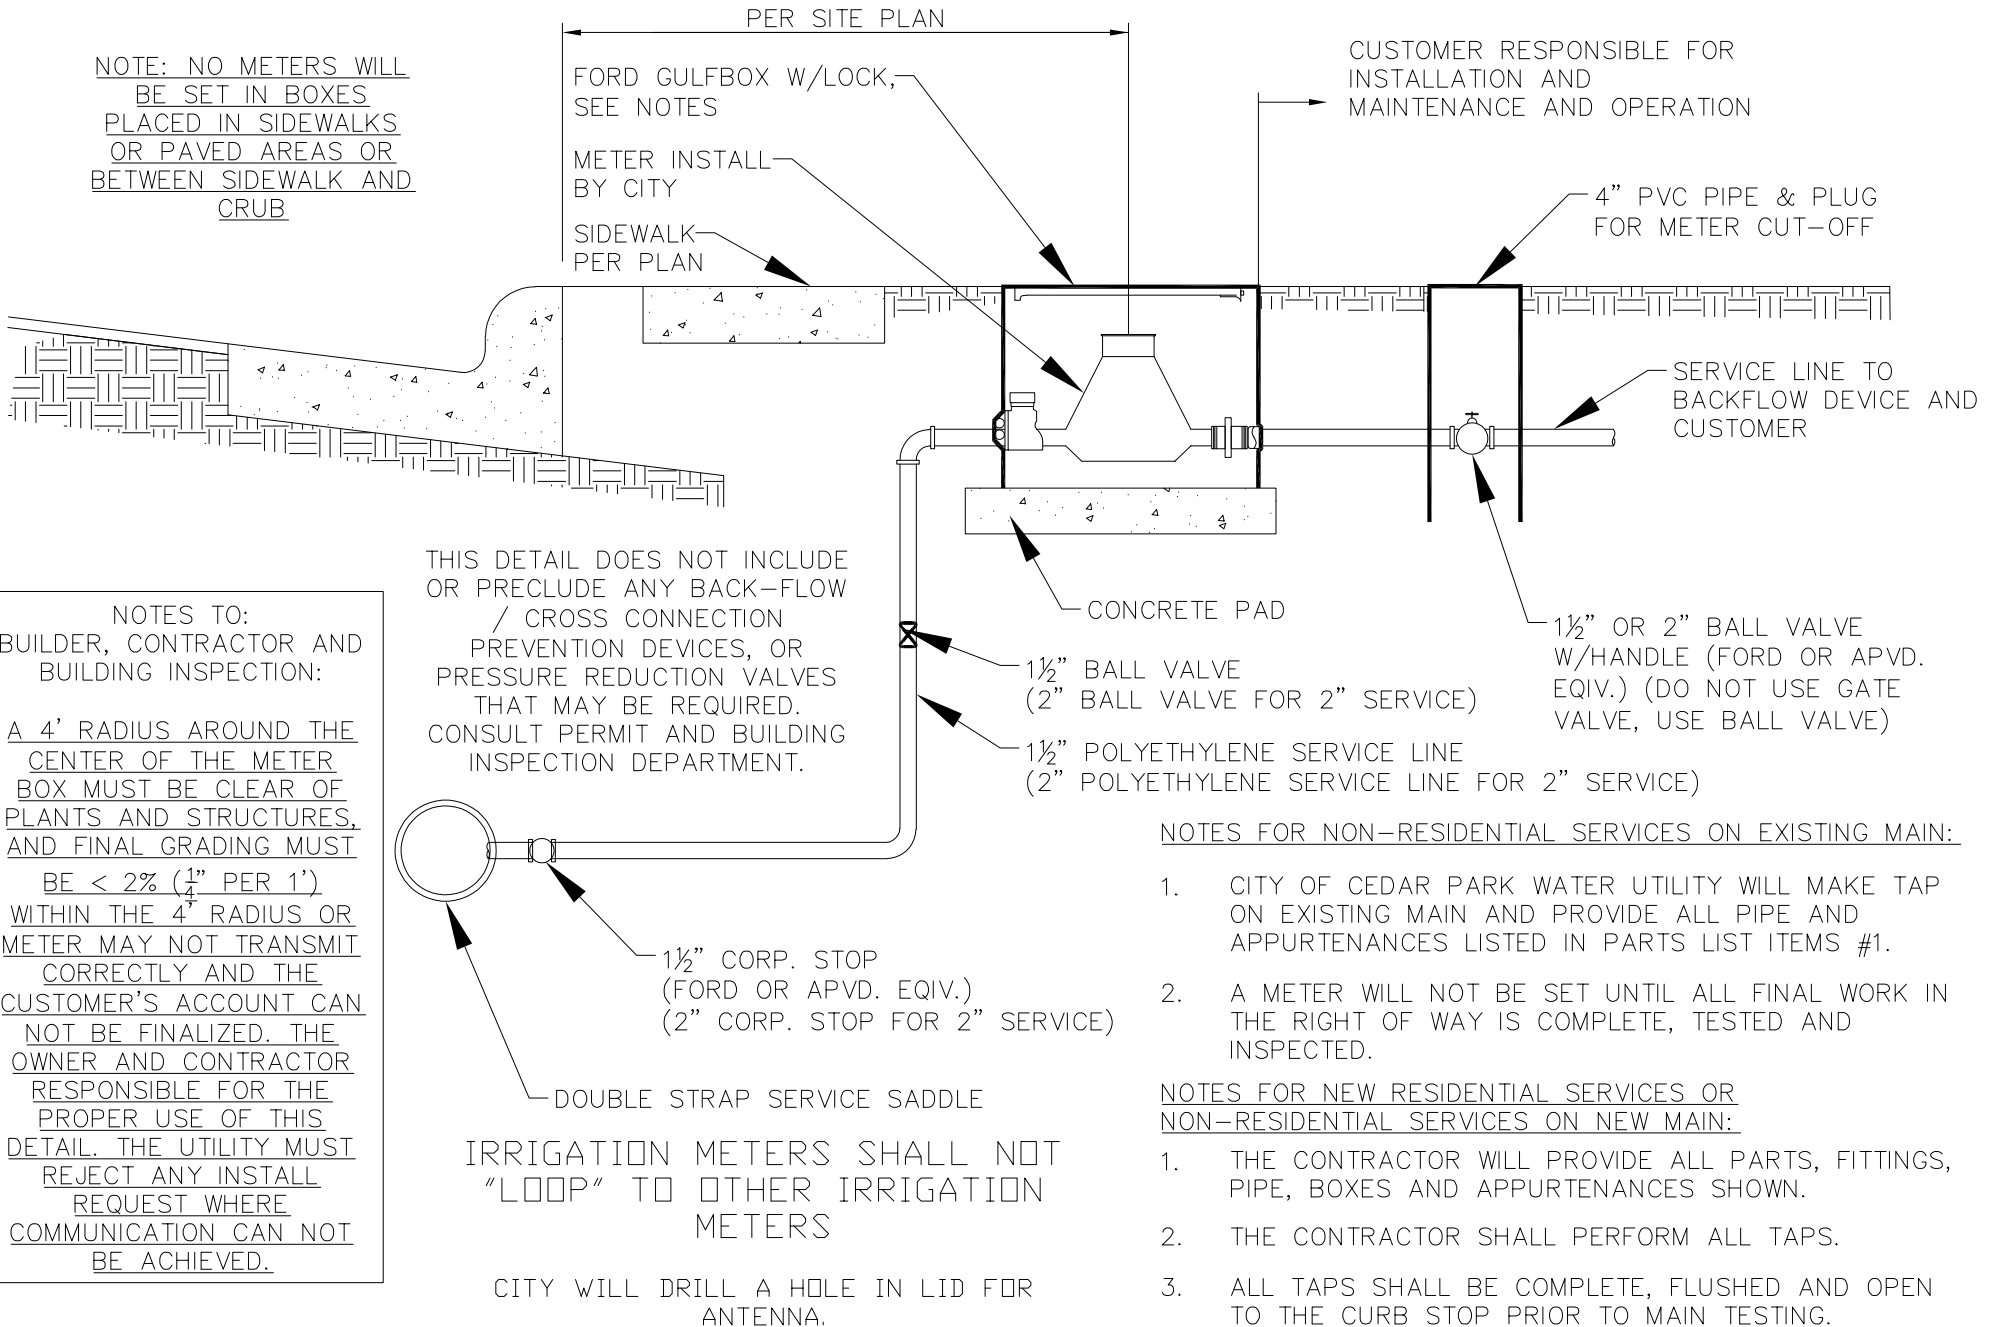 PER SITE PLAN
NOTE: NO METERS WILL
BE SET IN BOXES
PLACED IN SIDEWALKS
OR PAVED AREAS OR
BETWEEN SIDEWALK AND
CRUB
FORD GULFBOX W/LOCK,
SEE NOTES
METER INSTALL
BY CITY
SIDEWALK
PER PLAN
CUSTOMER RESPONSIBLE FOR
INSTALLATION AND
MAINTENANCE AND OPERATION
4" PVC PIPE & PLUG
FOR METER CUT-OFF
SERVICE LINE TO
BACKFLOW DEVICE AND
CUSTOMER
THIS DETAIL DOES NOT INCLUDE
OR PRECLUDE ANY BACK-FLOW
/ CROSS CONNECTION
PREVENTION DEVICES, OR
PRESSURE REDUCTION VALVES
THAT MAY BE REQUIRED.
CONSULT PERMIT AND BUILDING
INSPECTION DEPARTMENT.
CONCRETE PAD
1½" BALL VALVE
(2" BALL VALVE FOR 2" SERVICE)
1½" POLYETHYLENE SERVICE LINE
(2" POLYETHYLENE SERVICE LINE FOR 2" SERVICE)
1½" OR 2" BALL VALVE
W/HANDLE (FORD OR APVD.
EQIV.) (DO NOT USE GATE
VALVE, USE BALL VALVE)
NOTES TO:
BUILDER, CONTRACTOR AND
BUILDING INSPECTION:
A 4' RADIUS AROUND THE
CENTER OF THE METER
BOX MUST BE CLEAR OF
PLANTS AND STRUCTURES,
AND FINAL GRADING MUST
BE < 2% (¼" PER 1')
WITHIN THE 4' RADIUS OR
METER MAY NOT TRANSMIT
CORRECTLY AND THE
CUSTOMER'S ACCOUNT CAN
NOT BE FINALIZED. THE
OWNER AND CONTRACTOR
RESPONSIBLE FOR THE
PROPER USE OF THIS
DETAIL. THE UTILITY MUST
REJECT ANY INSTALL
REQUEST WHERE
COMMUNICATION CAN NOT
BE ACHIEVED.
1½" CORP. STOP
(FORD OR APVD. EQIV.)
(2" CORP. STOP FOR 2" SERVICE)
DOUBLE STRAP SERVICE SADDLE
IRRIGATION METERS SHALL NOT
"LOOP" TO OTHER IRRIGATION
METERS
CITY WILL DRILL A HOLE IN LID FOR
ANTENNA.
NOTES FOR NON-RESIDENTIAL SERVICES ON EXISTING MAIN:
1. CITY OF CEDAR PARK WATER UTILITY WILL MAKE TAP
ON EXISTING MAIN AND PROVIDE ALL PIPE AND
APPURTENANCES LISTED IN PARTS LIST ITEMS #1.
2. A METER WILL NOT BE SET UNTIL ALL FINAL WORK IN
THE RIGHT OF WAY IS COMPLETE, TESTED AND
INSPECTED.
NOTES FOR NEW RESIDENTIAL SERVICES OR
NON-RESIDENTIAL SERVICES ON NEW MAIN:
1. THE CONTRACTOR WILL PROVIDE ALL PARTS, FITTINGS,
PIPE, BOXES AND APPURTENANCES SHOWN.
2. THE CONTRACTOR SHALL PERFORM ALL TAPS.
3. ALL TAPS SHALL BE COMPLETE, FLUSHED AND OPEN
TO THE CURB STOP PRIOR TO MAIN TESTING.